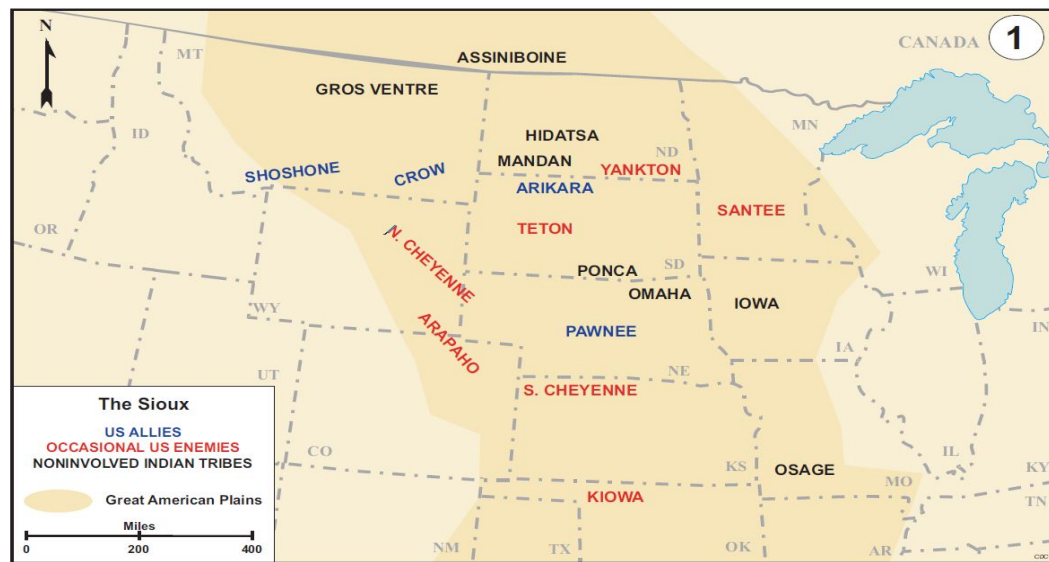 N
MT
ASSINIBOINE
CANADA
1
GROS VENTRE
ID
HIDATSA
MN
MANDAN
ND
YANKTON
SHOSHONE
CROW
ARIKARA
SANTEE
OR
TETON
N. CHEYENNE
PONCA
SD
WI
OMAHA
IOWA
WY
ARAPAHO
PAWNEE
IN
IA
UT
NE
S. CHEYENNE
The Sioux
US ALLIES
OCCASIONAL US ENEMIES
NONINVOLVED INDIAN TRIBES
Great American Plains
Miles
0 200 400
CO
KS
OSAGE
IL
KY
MO
KIOWA
TN
NM
TX
OK
AR